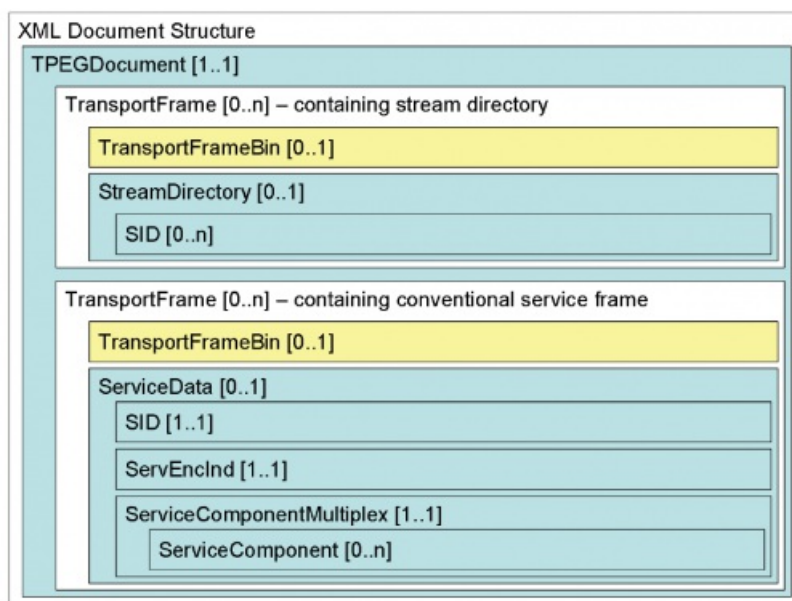 XML Document Structure
TPEGDocument [1..1]
TransportFrame [0..n] – containing stream directory
TransportFrameBin [0..1]
StreamDirectory [0..1]
SID [0..n]
TransportFrame [0..n] – containing conventional service frame
TransportFrameBin [0..1]
ServiceData [0..1]
SID [1..1]
ServEncInd [1..1]
ServiceComponentMultiplex [1..1]
ServiceComponent [0..n]